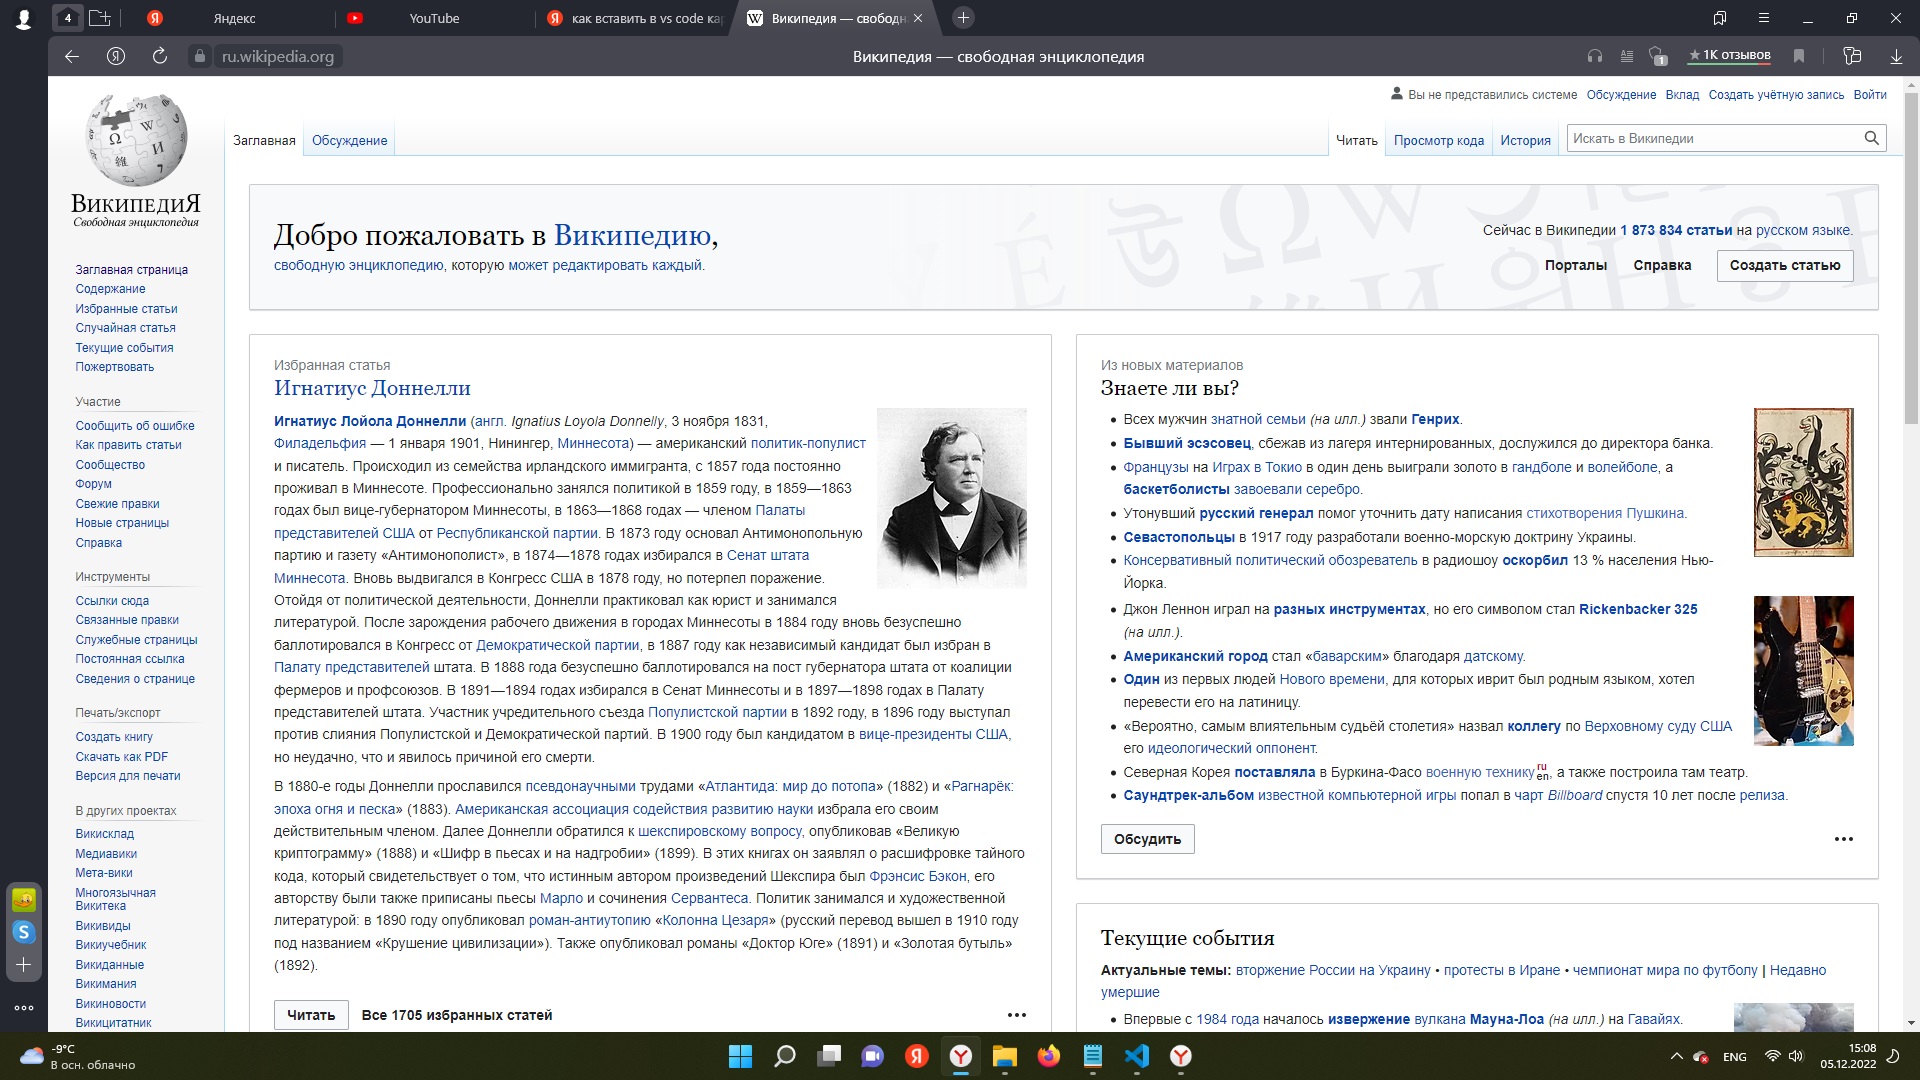 4
Яндекс
YouTube
как вставить в vs code кар
Википедия — свободн
ru.wikipedia.org
Википедия — свободная энциклопедия
1
★ 1К отзывов
ВикипедиЯ
Свободная энциклопедия
Вы не представились системе Обсуждение Вклад Создать учётную запись Войти
Заглавная Обсуждение
Читать Просмотр кода История
Искать в Википедии
Заглавная страница
Содержание
Избранные статьи
Случайная статья
Текущие события
Пожертвовать
Участие
Сообщить об ошибке
Как править статьи
Сообщество
Форум
Свежие правки
Новые страницы
Справка
Инструменты
Ссылки сюда
Связанные правки
Служебные страницы
Постоянная ссылка
Сведения о странице
Печать/экспорт
Создать книгу
Скачать как PDF
Версия для печати
В других проектах
Викисклад
Медиавики
Мета-вики
Многоязычная
Викитека
Викивиды
Викиучебник
Викиданные
Викимания
Викиновости
Викицитатник
Добро пожаловать в Википедию,
свободную энциклопедию, которую может редактировать каждый.
Сейчас в Википедии 1 873 834 статьи на русском языке.
Порталы Справка Создать статью
Избранная статья
Игнатиус Доннелли
Игнатиус Лойола Доннелли (англ. Ignatius Loyola Donnelly, 3 ноября 1831,
Филадельфия — 1 января 1901, Нинингер, Миннесота) — американский политик-популист
и писатель. Происходил из семейства ирландского иммигранта, с 1857 года постоянно
проживал в Миннесоте. Профессионально занялся политикой в 1859 году, в 1859—1863
годах был вице-губернатором Миннесоты, в 1863—1868 годах — членом Палаты
представителей США от Республиканской партии. В 1873 году основал Антимонопольную
партию и газету «Антимонополист», в 1874—1878 годах избирался в Сенат штата
Миннесота. Вновь выдвигался в Конгресс США в 1878 году, но потерпел поражение.
Отойдя от политической деятельности, Доннелли практиковал как юрист и занимался
литературой. После зарождения рабочего движения в городах Миннесоты в 1884 году вновь безуспешно
баллотировался в Конгресс от Демократической партии, в 1887 году как независимый кандидат был избран в
Палату представителей штата. В 1888 года безуспешно баллотировался на пост губернатора штата от коалиции
фермеров и профсоюзов. В 1891—1894 годах избирался в Сенат Миннесоты и в 1897—1898 годах в Палату
представителей штата. Участник учредительного съезда Популистской партии в 1892 году, в 1896 году выступал
против слияния Популистской и Демократической партий. В 1900 году был кандидатом в вице-президенты США,
но неудачно, что и явилось причиной его смерти.
В 1880-е годы Доннелли прославился псевдонаучными трудами «Атлантида: мир до потопа» (1882) и «Рагнарёк:
эпоха огня и песка» (1883). Американская ассоциация содействия развитию науки избрала его своим
действительным членом. Далее Доннелли обратился к шекспировскому вопросу, опубликовав «Великую
криптограмму» (1888) и «Шифр в пьесах и на надгробии» (1899). В этих книгах он заявлял о расшифровке тайного
кода, который свидетельствует о том, что истинным автором произведений Шекспира был Фрэнсис Бэкон, его
авторству были также приписаны пьесы Марло и сочинения Сервантеса. Политик занимался и художественной
литературой: в 1890 году опубликовал роман-антиутопию «Колонна Цезаря» (русский перевод вышел в 1910 году
под названием «Крушение цивилизации»). Также опубликовал романы «Доктор Юге» (1891) и «Золотая бутыль»
(1892).
Читать Все 1705 избранных статей
Из новых материалов
Знаете ли вы?
• Всех мужчин знатной семьи (на илл.) звали Генрих.
• Бывший эсэсовец, сбежав из лагеря интернированных, дослужился до директора банка.
• Французы на Играх в Токио в один день выиграли золото в гандболе и волейболе, а
баскетболисты завоевали серебро.
• Утонувший русский генерал помог уточнить дату написания стихотворения Пушкина.
• Севастопольцы в 1917 году разработали военно-морскую доктрину Украины.
• Консервативный политический обозреватель в радиошоу оскорбил 13 % населения Нью-
Йорка.
• Джон Леннон играл на разных инструментах, но его символом стал Rickenbacker 325
(на илл.).
• Американский город стал «баварским» благодаря датскому.
• Один из первых людей Нового времени, для которых иврит был родным языком, хотел
перевести его на латиницу.
• «Вероятно, самым влиятельным судьёй столетия» назвал коллегу по Верховному суду США
его идеологический оппонент.
• Северная Корея поставляла в Буркина-Фасо военную технику ru en, а также построила там театр.
• Саундтрек-альбом известной компьютерной игры попал в чарт Billboard спустя 10 лет после релиза.
Обсудить
Текущие события
Актуальные темы: вторжение России на Украину • протесты в Иране • чемпионат мира по футболу | Недавно
умершие
• Впервые с 1984 года началось извержение вулкана Мауна-Лоа (на илл.) на Гавайях.
-9°C
В осн. облачно
ENG
15:08
05.12.2022